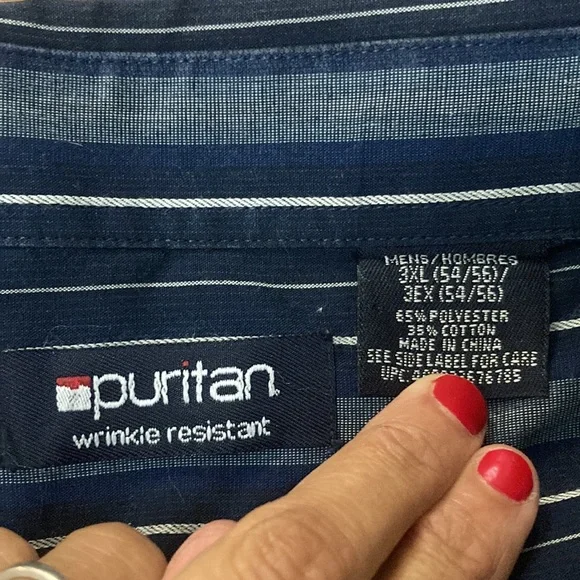 puritan
wrinkle resistant
MENS/HOMBRES
3XL (54/56)/
3EX (54/56)
65% POLYESTER
35% COTTON
MADE IN CHINA
SEE SIDE LABEL FOR CARE
UPC: